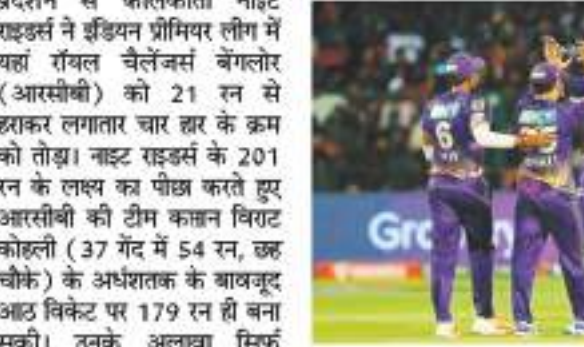 प्रदर्शन से कोलकाता नाइट
राइडर्स ने इंडियन प्रीमियर लीग में
यहां रॉयल चैलेंजर्स बेंगलोर
(आरसीबी) को 21 रन से
हराकर लगातार चार हार के क्रम
को तोड़ा। नाइट राइडर्स के 201
रन के लक्ष्य का पीछा करते हुए
आरसीबी की टीम कप्तान विराट
कोहली (37 गेंद में 54 रन, छह
चौके) के अर्धशतक के बावजूद
आठ विकेट पर 179 रन ही बना
सकी। उनके अलावा सिर्फ
6